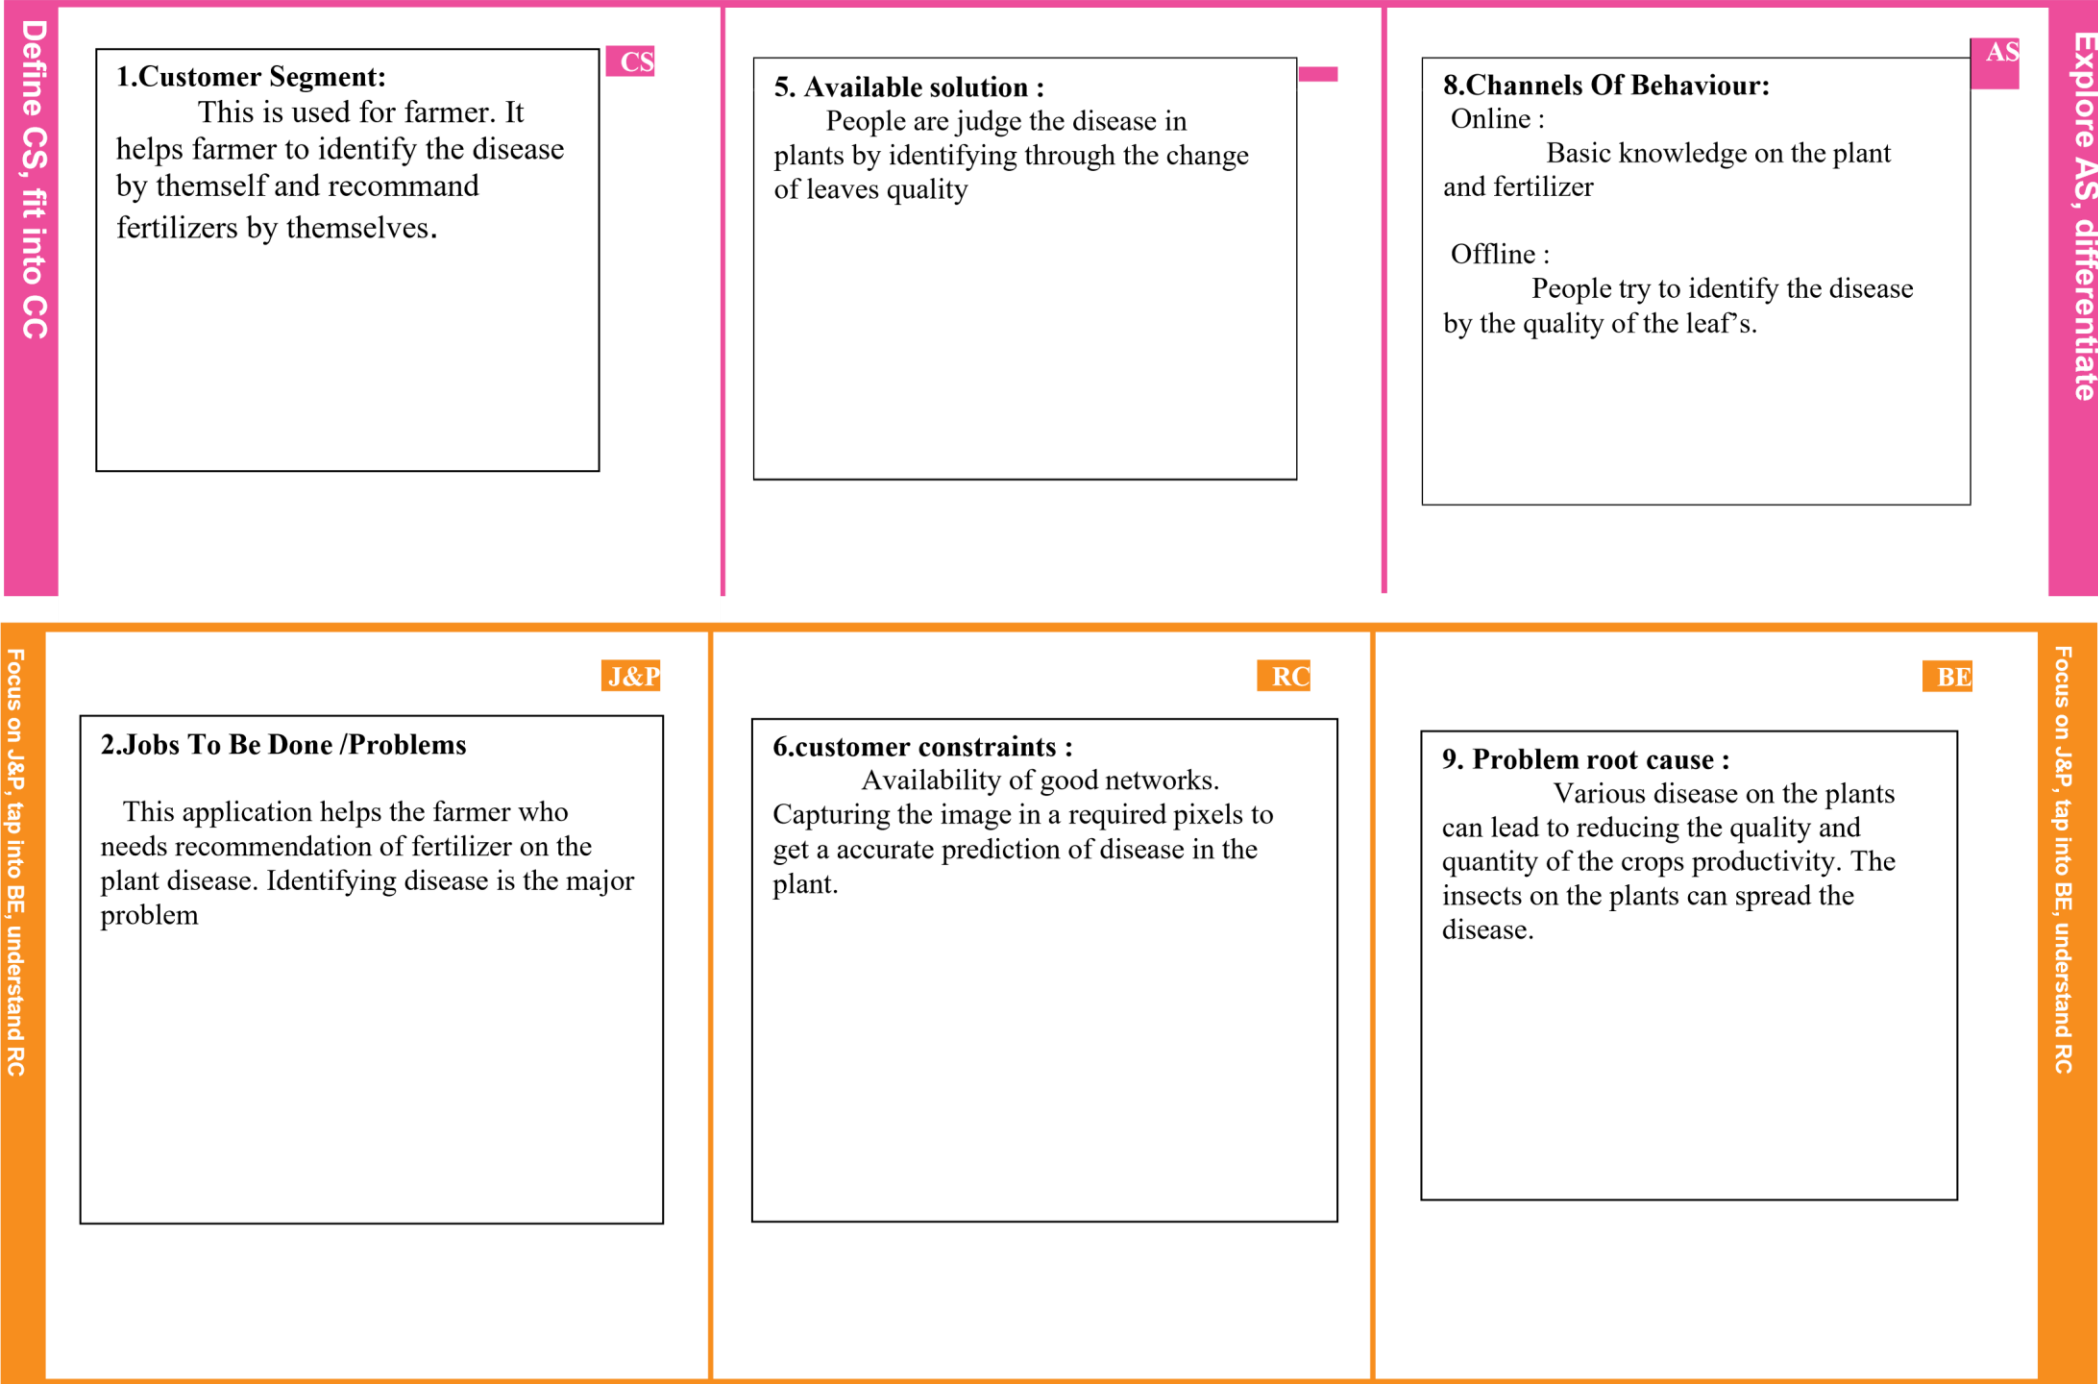 Define CS, fit into CC
CS
1.Customer Segment:
This is used for farmer. It
helps farmer to identify the disease
by themself and recommand
fertilizers by themselves.
5. Available solution :
People are judge the disease in
plants by identifying through the change
of leaves quality
AS
8.Channels Of Behaviour:
Online :
Basic knowledge on the plant
and fertilizer
Offline :
People try to identify the disease
by the quality of the leaf’s.
Explore AS, differentiate
Focus on J&P, tap into BE, understand RC
J&P
2.Jobs To Be Done /Problems
This application helps the farmer who
needs recommendation of fertilizer on the
plant disease. Identifying disease is the major
problem
RC
6.customer constraints :
Availability of good networks.
Capturing the image in a required pixels to
get a accurate prediction of disease in the
plant.
BE
9. Problem root cause :
Various disease on the plants
can lead to reducing the quality and
quantity of the crops productivity. The
insects on the plants can spread the
disease.
Focus on J&P, tap into BE, understand RC